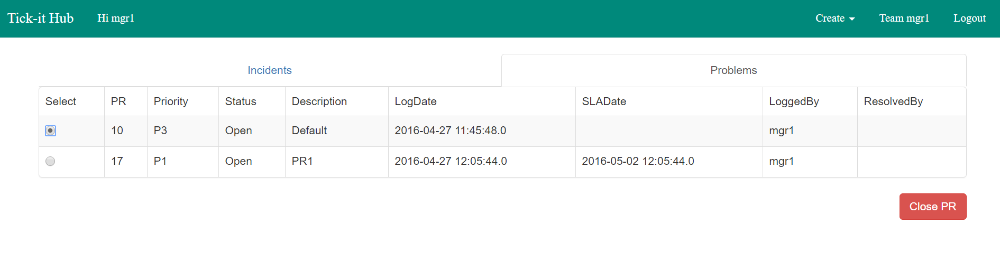 Tick-it Hub Hi mgr1 Create Team mgr1 Logout
Incidents Problems
Select PR Priority Status Description LogDate SLADate LoggedBy ResolvedBy
10 P3 Open Default 2016-04-27 11:45:48.0 mgr1
17 P1 Open PR1 2016-04-27 12:05:44.0 2016-05-02 12:05:44.0 mgr1
Close PR